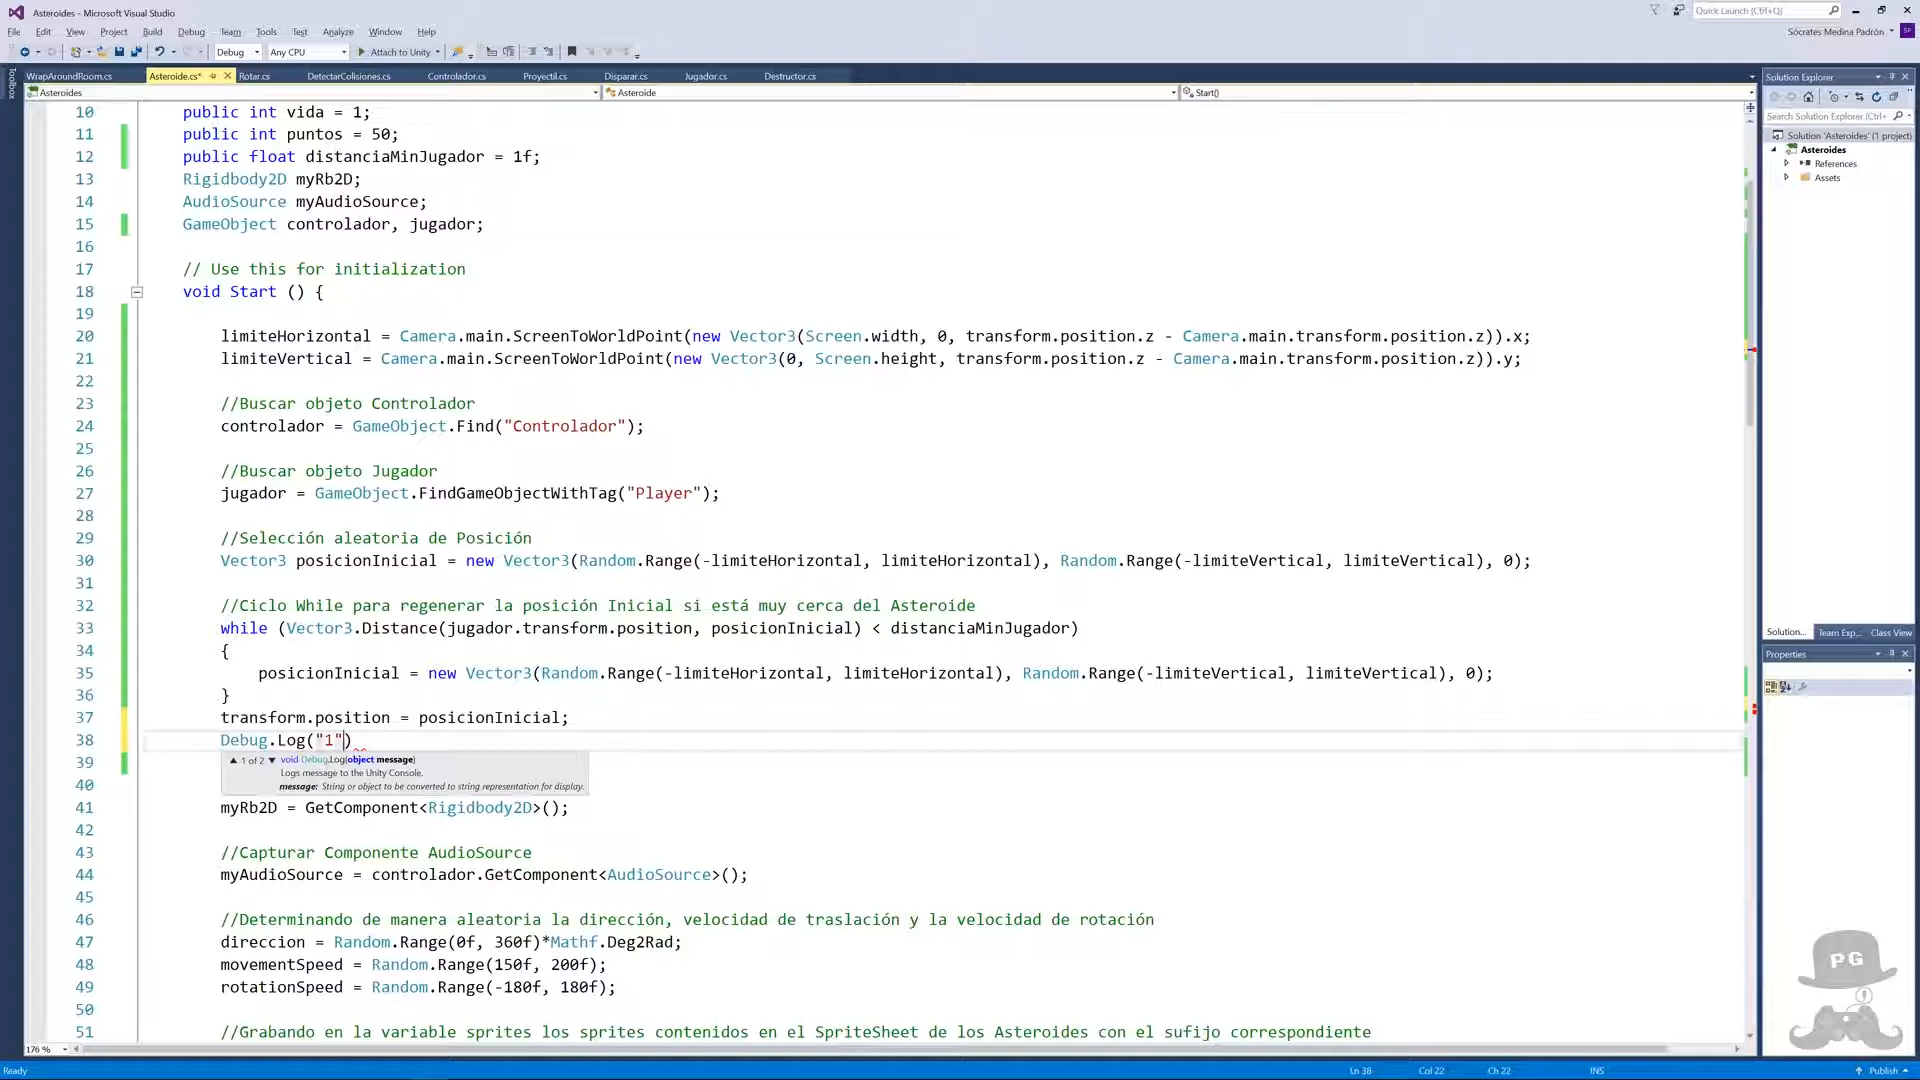 Asteroides - Microsoft Visual Studio
Quick Launch (Ctrl+Q)
File Edit View Project Build Debug Team Tools Test Analyze Window Help
Sócrates Medina Padrón
SP
Debug Any CPU Attach to Unity
Toolbox
WrapAroundRoom.cs Asteroide.cs* Rotar.cs DetectarColisiones.cs Controlador.cs Proyectil.cs Disparar.cs Jugador.cs Destructor.cs
Asteroides Asteroide Start()
10 public int vida = 1;
11 public int puntos = 50;
12 public float distanciaMinJugador = 1f;
13 Rigidbody2D myRb2D;
14 AudioSource myAudioSource;
15 GameObject controlador, jugador;
16
17 // Use this for initialization
18 void Start () {
19
20 limiteHorizontal = Camera.main.ScreenToWorldPoint(new Vector3(Screen.width, 0, transform.position.z - Camera.main.transform.position.z)).x;
21 limiteVertical = Camera.main.ScreenToWorldPoint(new Vector3(0, Screen.height, transform.position.z - Camera.main.transform.position.z)).y;
22
23 //Buscar objeto Controlador
24 controlador = GameObject.Find("Controlador");
25
26 //Buscar objeto Jugador
27 jugador = GameObject.FindGameObjectWithTag("Player");
28
29 //Selección aleatoria de Posición
30 Vector3 posicionInicial = new Vector3(Random.Range(-limiteHorizontal, limiteHorizontal), Random.Range(-limiteVertical, limiteVertical), 0);
31
32 //Ciclo While para regenerar la posición Inicial si está muy cerca del Asteroide
33 while (Vector3.Distance(jugador.transform.position, posicionInicial) < distanciaMinJugador)
34 {
35 posicionInicial = new Vector3(Random.Range(-limiteHorizontal, limiteHorizontal), Random.Range(-limiteVertical, limiteVertical), 0);
36 }
37 transform.position = posicionInicial;
38 Debug.Log("1")
39
▲ 1 of 2 ▼ void Debug.Log(object message)
Logs message to the Unity Console.
message: String or object to be converted to string representation for display.
40
41 myRb2D = GetComponent<Rigidbody2D>();
42
43 //Capturar Componente AudioSource
44 myAudioSource = controlador.GetComponent<AudioSource>();
45
46 //Determinando de manera aleatoria la dirección, velocidad de traslación y la velocidad de rotación
47 direccion = Random.Range(0f, 360f)*Mathf.Deg2Rad;
48 movementSpeed = Random.Range(150f, 200f);
49 rotationSpeed = Random.Range(-180f, 180f);
50
51 //Grabando en la variable sprites los sprites contenidos en el SpriteSheet de los Asteroides con el sufijo correspondiente
176 %
Solution Explorer
Search Solution Explorer (Ctrl+
Solution 'Asteroides' (1 project)
Asteroides
References
Assets
Solution... Team Exp... Class View
Properties
PG
Ready Ln 38 Col 22 Ch 22 INS Publish